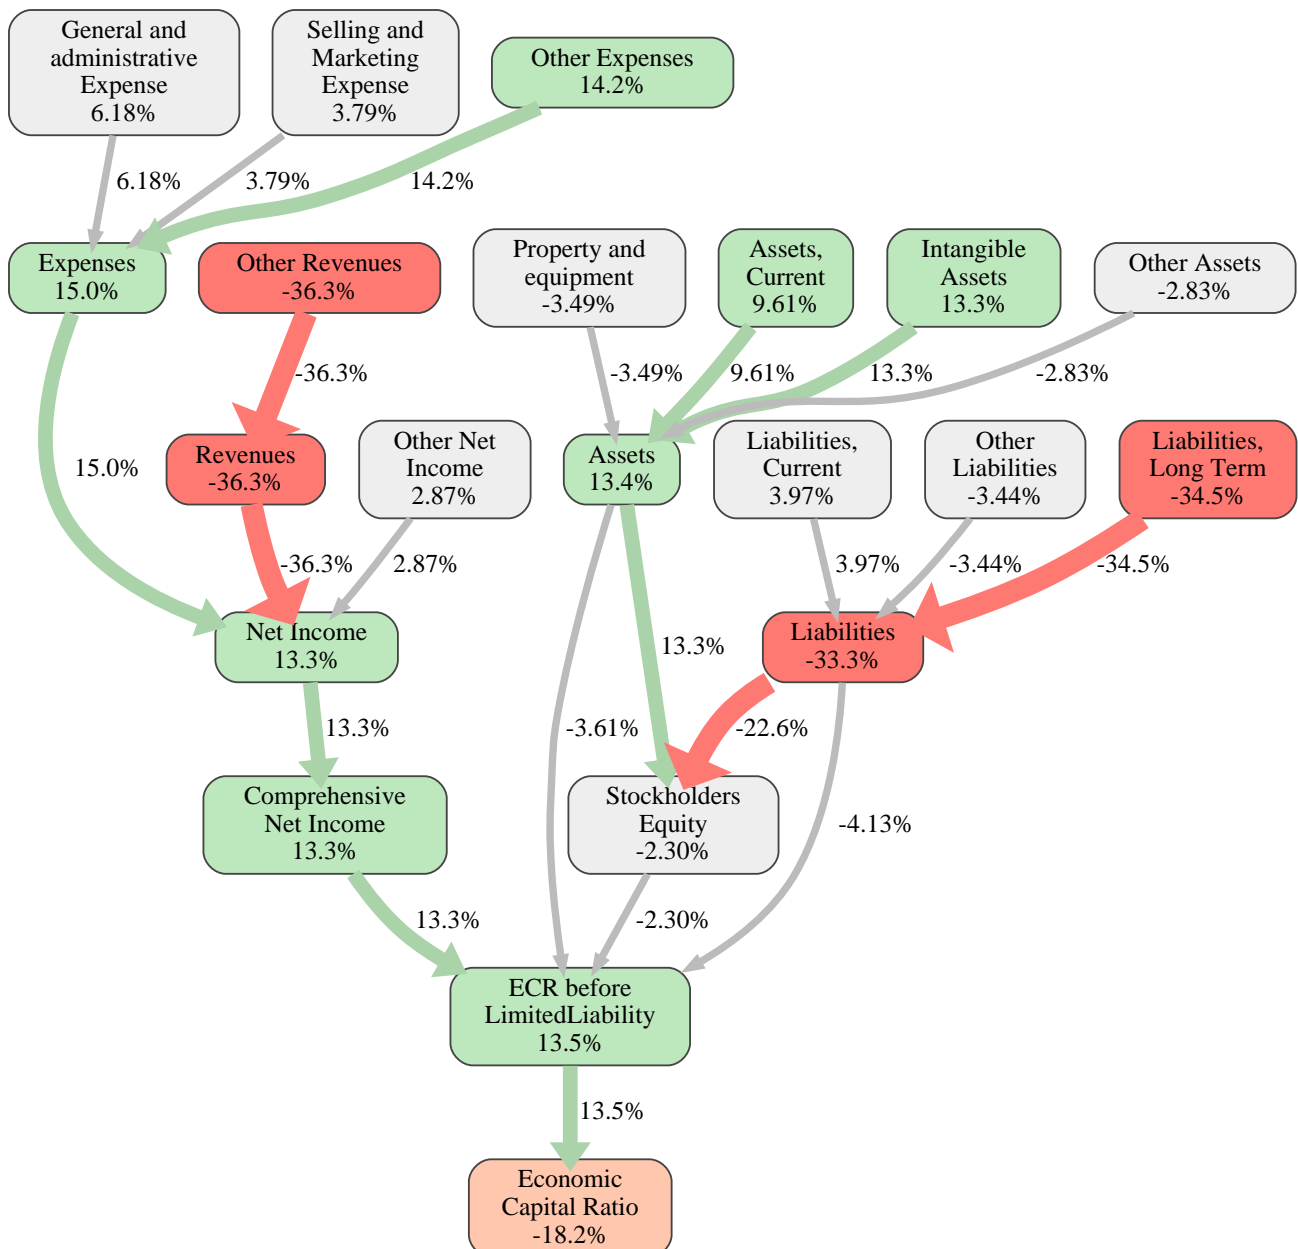 General and
administrative
Expense
6.18%
Selling and
Marketing
Expense
3.79%
Other Expenses
14.2%
6.18%
3.79%
14.2%
Expenses
15.0%
Other Revenues
-36.3%
Property and
equipment
-3.49%
Assets,
Current
9.61%
Intangible
Assets
13.3%
Other Assets
-2.83%
-36.3%
-3.49%
9.61%
13.3%
-2.83%
15.0%
Revenues
-36.3%
Other Net
Income
2.87%
Assets
13.4%
Liabilities,
Current
3.97%
Other
Liabilities
-3.44%
Liabilities,
Long Term
-34.5%
-36.3%
2.87%
3.97%
-3.44%
-34.5%
Net Income
13.3%
13.3%
Liabilities
-33.3%
13.3%
-3.61%
-22.6%
Comprehensive
Net Income
13.3%
Stockholders
Equity
-2.30%
-4.13%
13.3%
-2.30%
ECR before
LimitedLiability
13.5%
13.5%
Economic
Capital Ratio
-18.2%